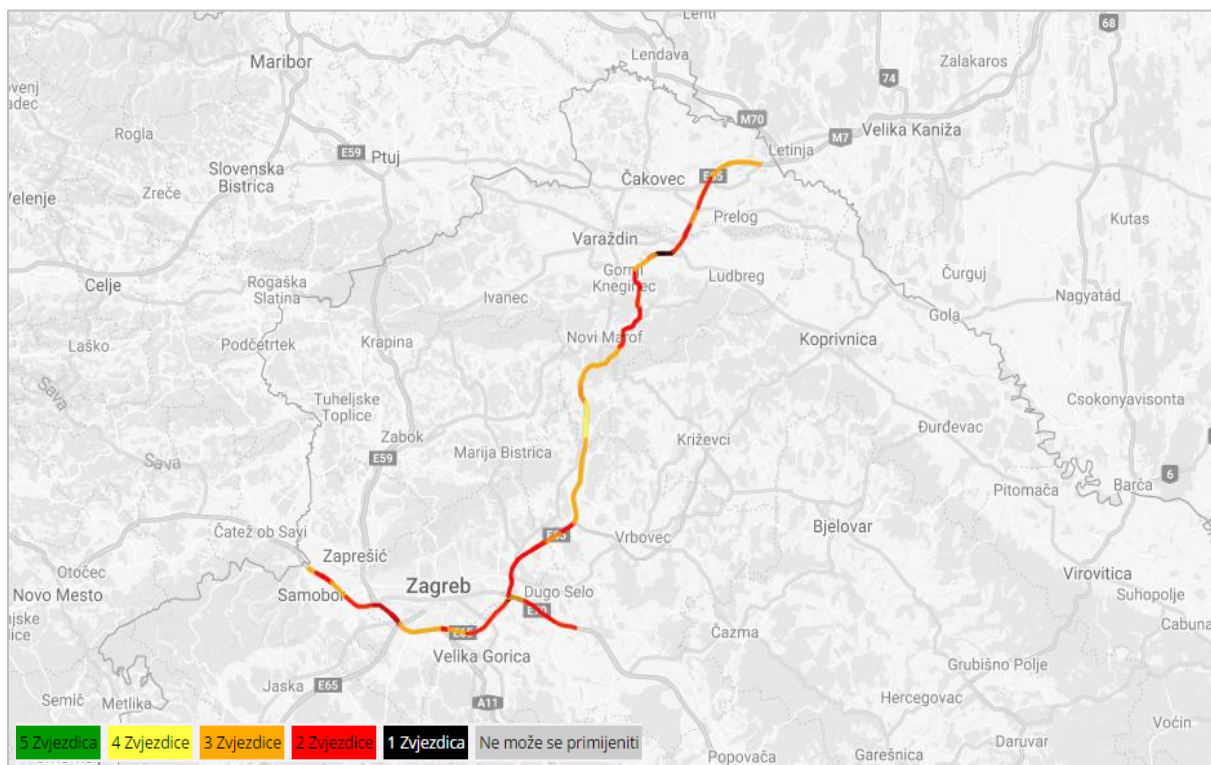 Lenti
68
Maribor
Lendava
Zalakaros
74
Rogla
M70
Velika Kaniža
M7
E59
Ptuj
Letinja
Slovenska
Bistrica
Čakovec
E65
Zreče
Velenje
Prelog
Kutas
Varaždin
Celje
Rogaška
Slatina
Gornji
Kneginec
Ludbreg
Čurguj
Ivanec
Nagyatád
Gola
Laško
Podčetrtek
Krapina
Novi Marof
Koprivnica
Sava
Tuheljske
Toplice
Csokonyavisonta
Zabok
Križevci
Đurđevac
E59
Marija Bistrica
Sava
6
Barča
Pitomača
Čatež ob Savi
E65
Vrbovec
Bjelovar
Zaprešić
Otočec
Zagreb
Virovitica
Novo Mesto
Samobor
Dugo Selo
Suhopolje
E70
Cabuna
E65
Čazma
Velika Gorica
Grubišno Polje
Jaska
E65
Semič
Metlika
A11
Hercegovac
Voćin
5 Zvjezdica
4 Zvjezdice
3 Zvjezdice
2 Zvjezdice
1 Zvjezdica
Ne može se primijeniti
Daruvar
Popovača
Garešnica